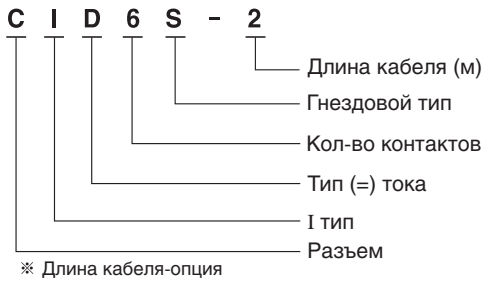 C I D 6 S - 2
Длина кабеля (м)
Гнездовой тип
Кол-во контактов
Тип (=) тока
I тип
Разъем
※ Длина кабеля-опция